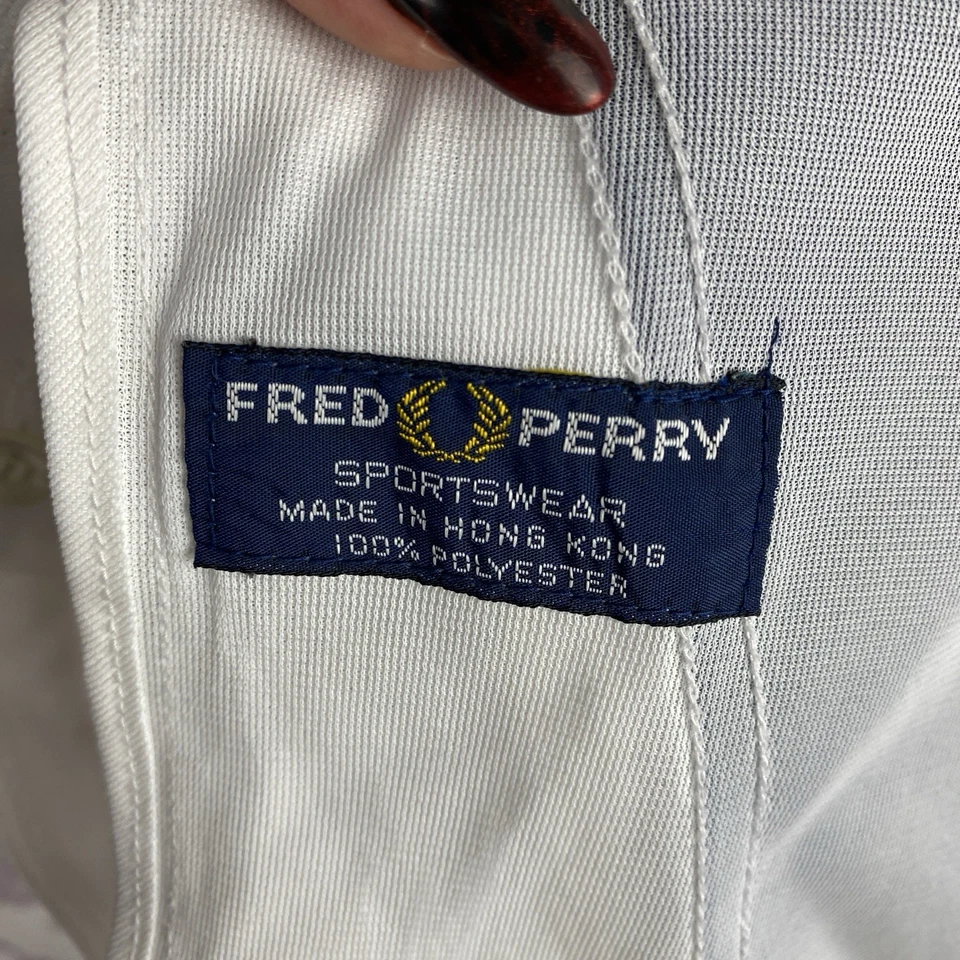 FRED PERRY
SPORTSWEAR
MADE IN HONG KONG
100% POLYESTER